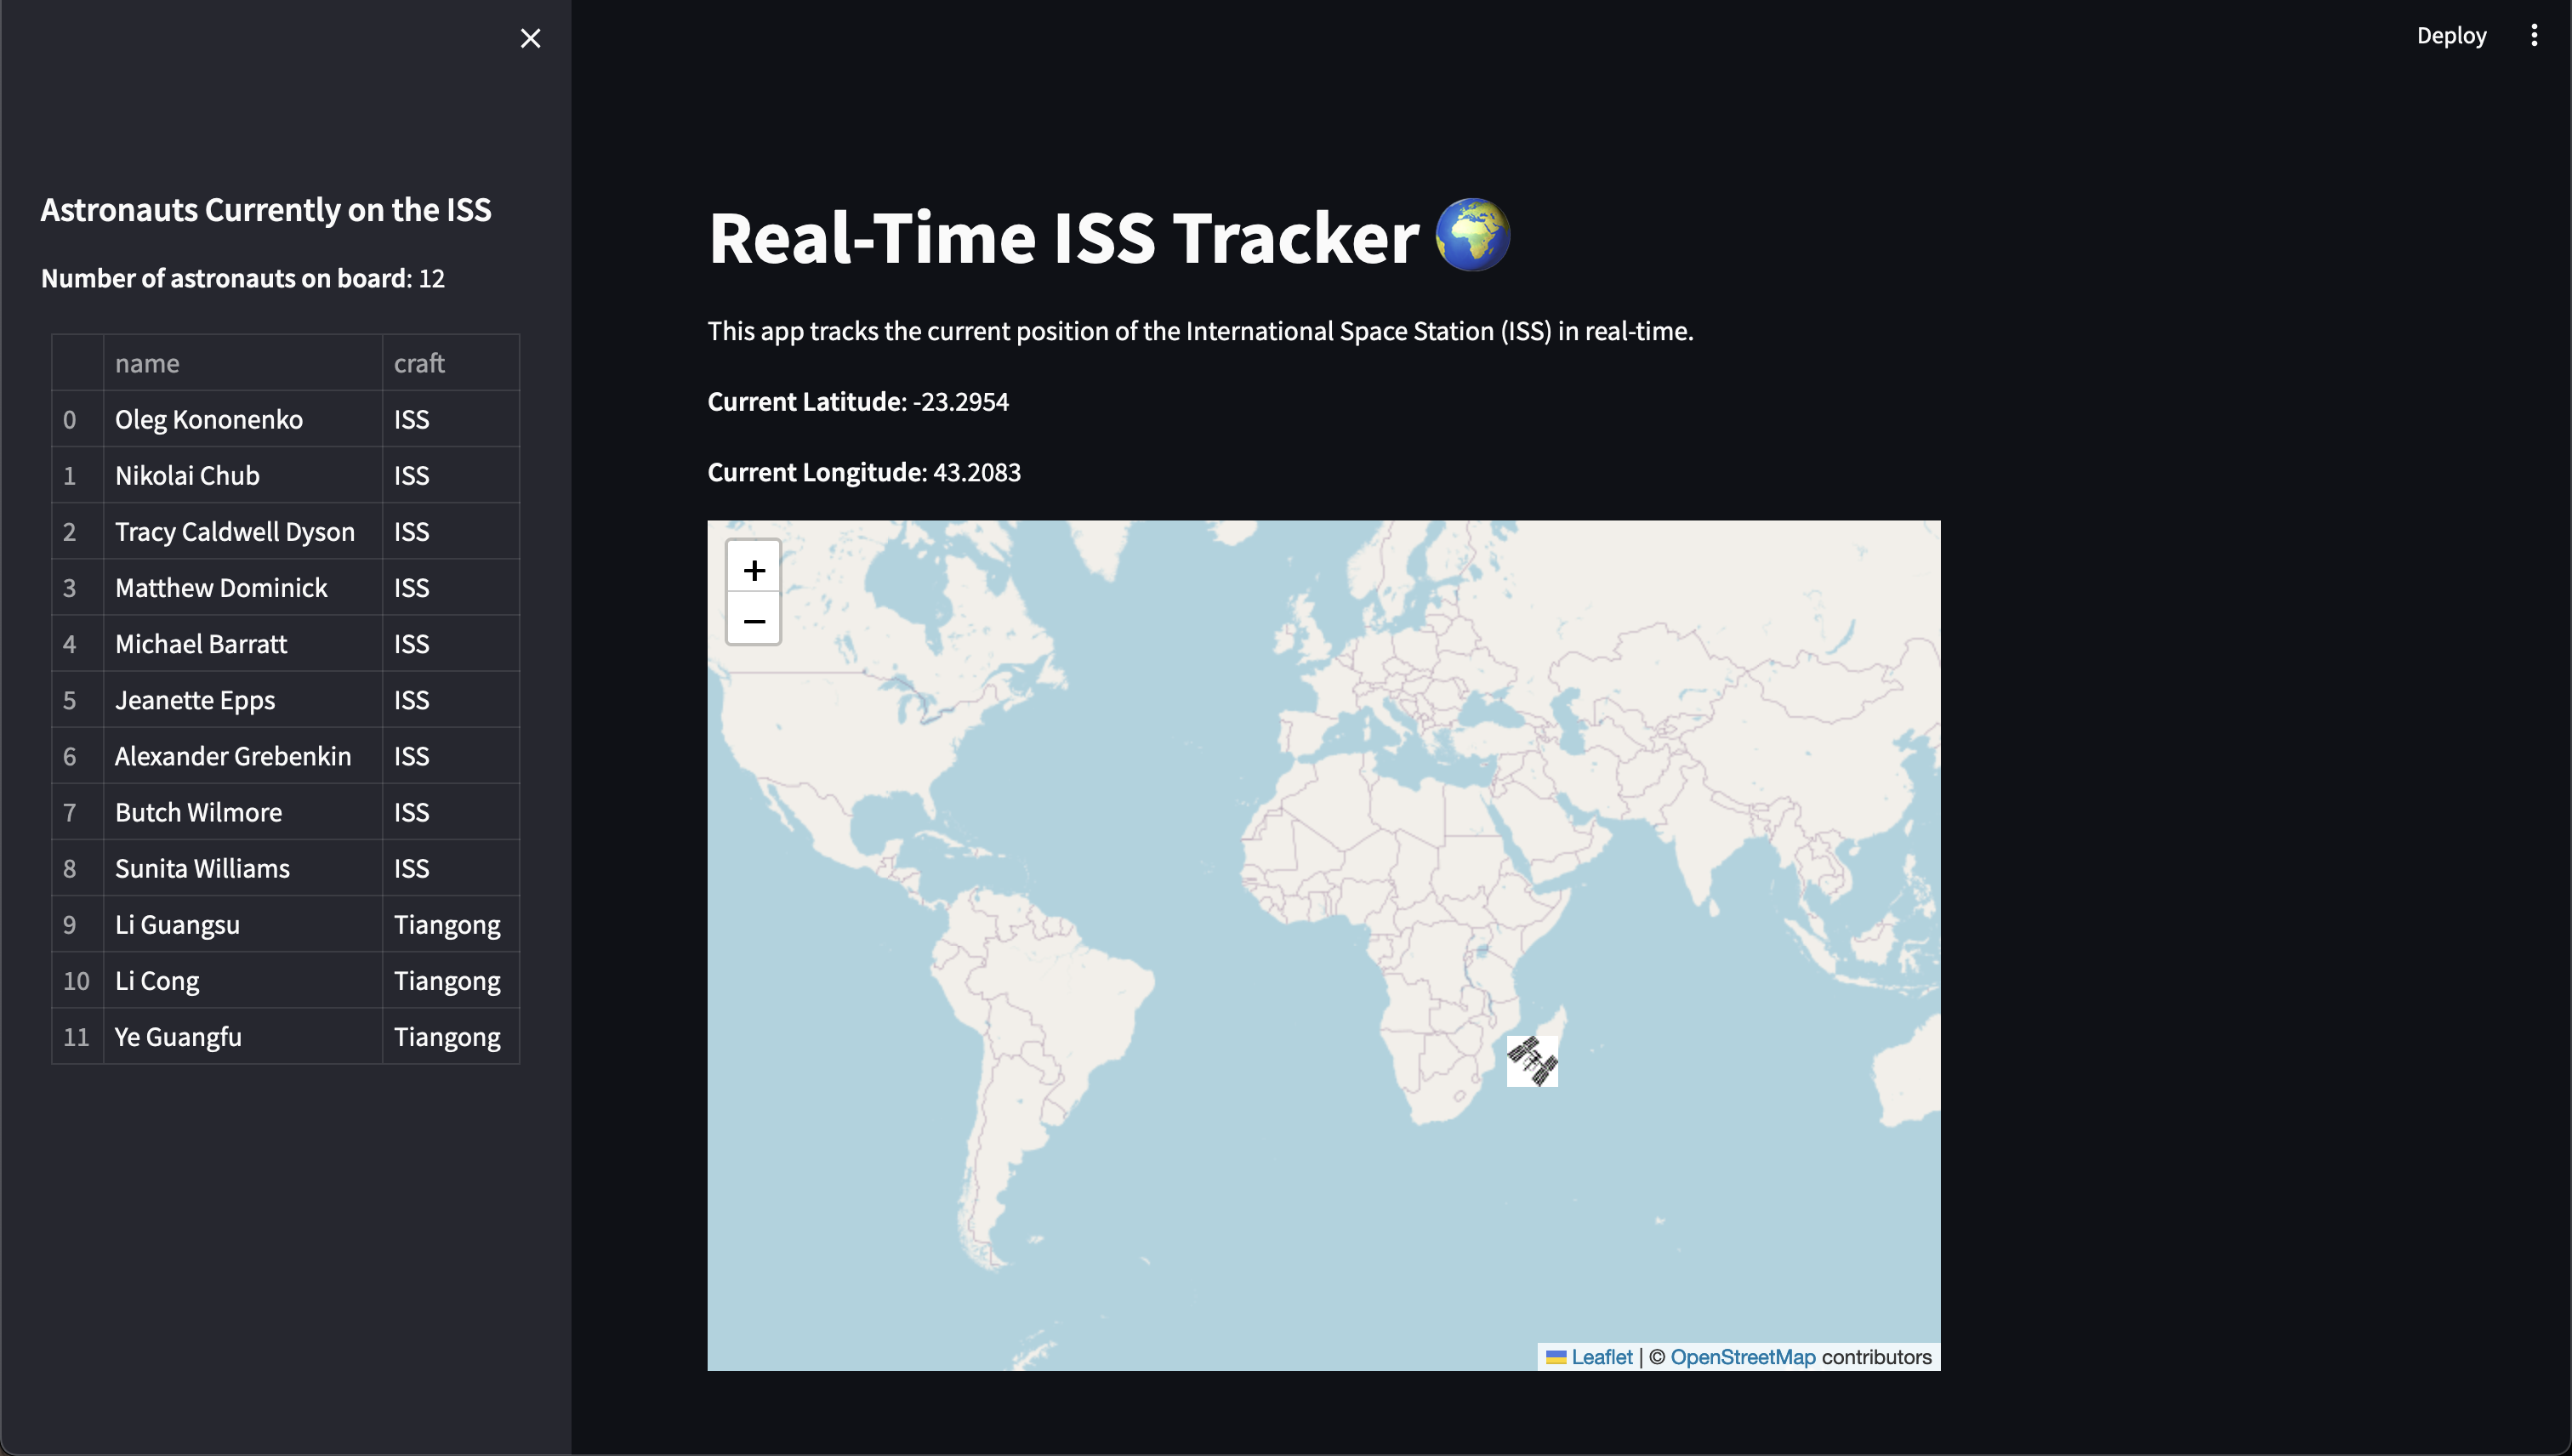 Deploy
Astronauts Currently on the ISS
Number of astronauts on board: 12
name craft
0 Oleg Kononenko ISS
1 Nikolai Chub ISS
2 Tracy Caldwell Dyson ISS
3 Matthew Dominick ISS
4 Michael Barratt ISS
5 Jeanette Epps ISS
6 Alexander Grebenkin ISS
7 Butch Wilmore ISS
8 Sunita Williams ISS
9 Li Guangsu Tiangong
10 Li Cong Tiangong
11 Ye Guangfu Tiangong
Real-Time ISS Tracker
This app tracks the current position of the International Space Station (ISS) in real-time.
Current Latitude: -23.2954
Current Longitude: 43.2083
+
−
Leaflet | © OpenStreetMap contributors